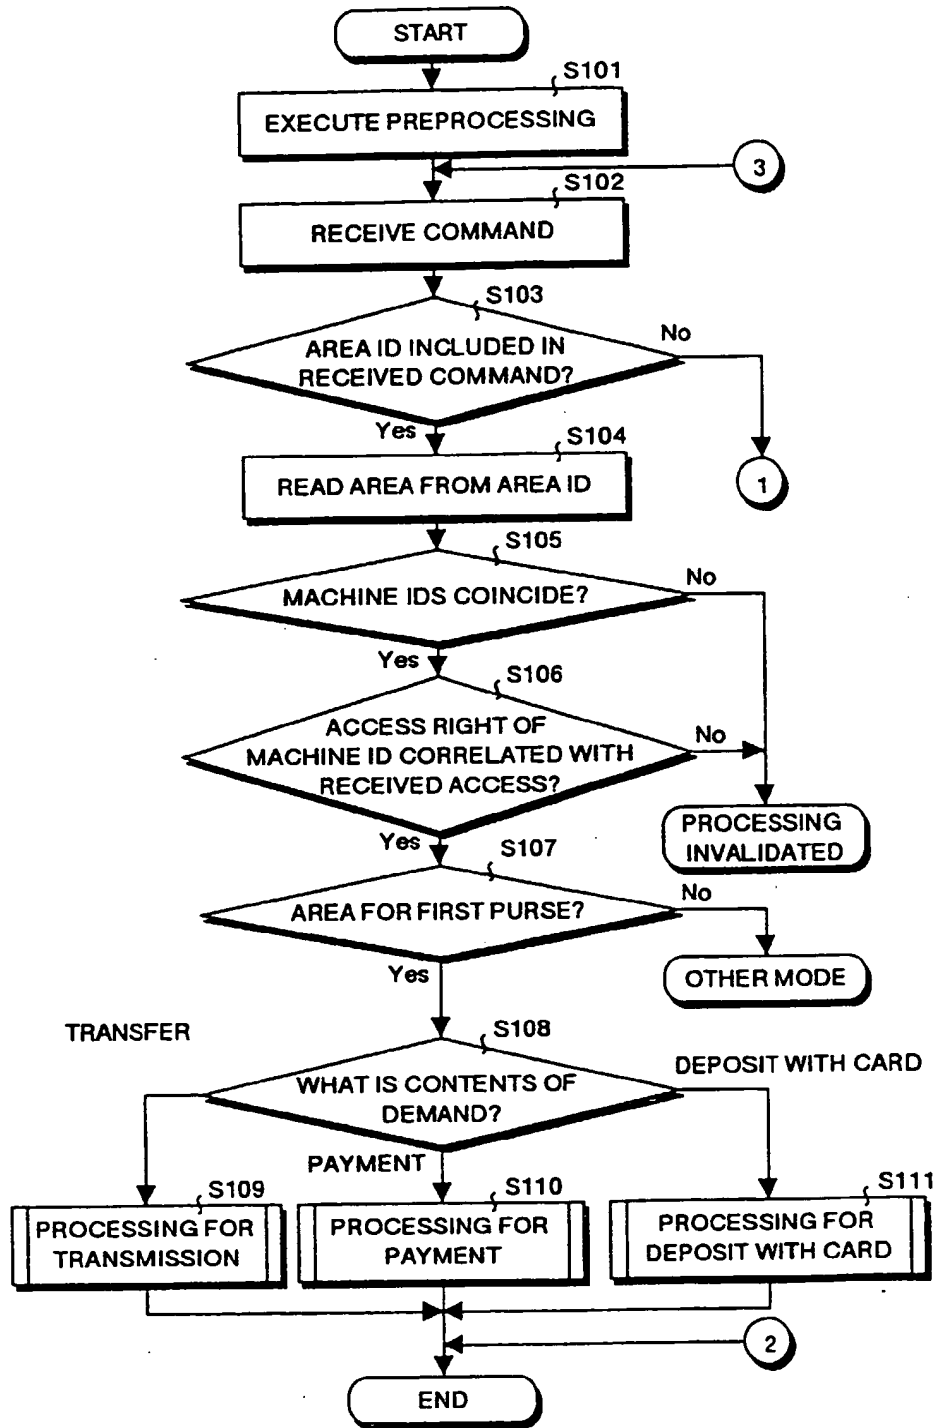 START
S101
EXECUTE PREPROCESSING
3
S102
RECEIVE COMMAND
S103
No
AREA ID INCLUDED IN
RECEIVED COMMAND?
Yes
S104
READ AREA FROM AREA ID
1
S105
No
MACHINE IDS COINCIDE?
Yes
S106
ACCESS RIGHT OF
MACHINE ID CORRELATED WITH
RECEIVED ACCESS?
No
PROCESSING
INVALIDATED
Yes
S107
No
AREA FOR FIRST PURSE?
Yes
OTHER MODE
TRANSFER
S108
DEPOSIT WITH CARD
WHAT IS CONTENTS OF
DEMAND?
PAYMENT
S109
PROCESSING FOR
TRANSMISSION
S110
PROCESSING FOR
PAYMENT
S111
PROCESSING FOR
DEPOSIT WITH CARD
2
END